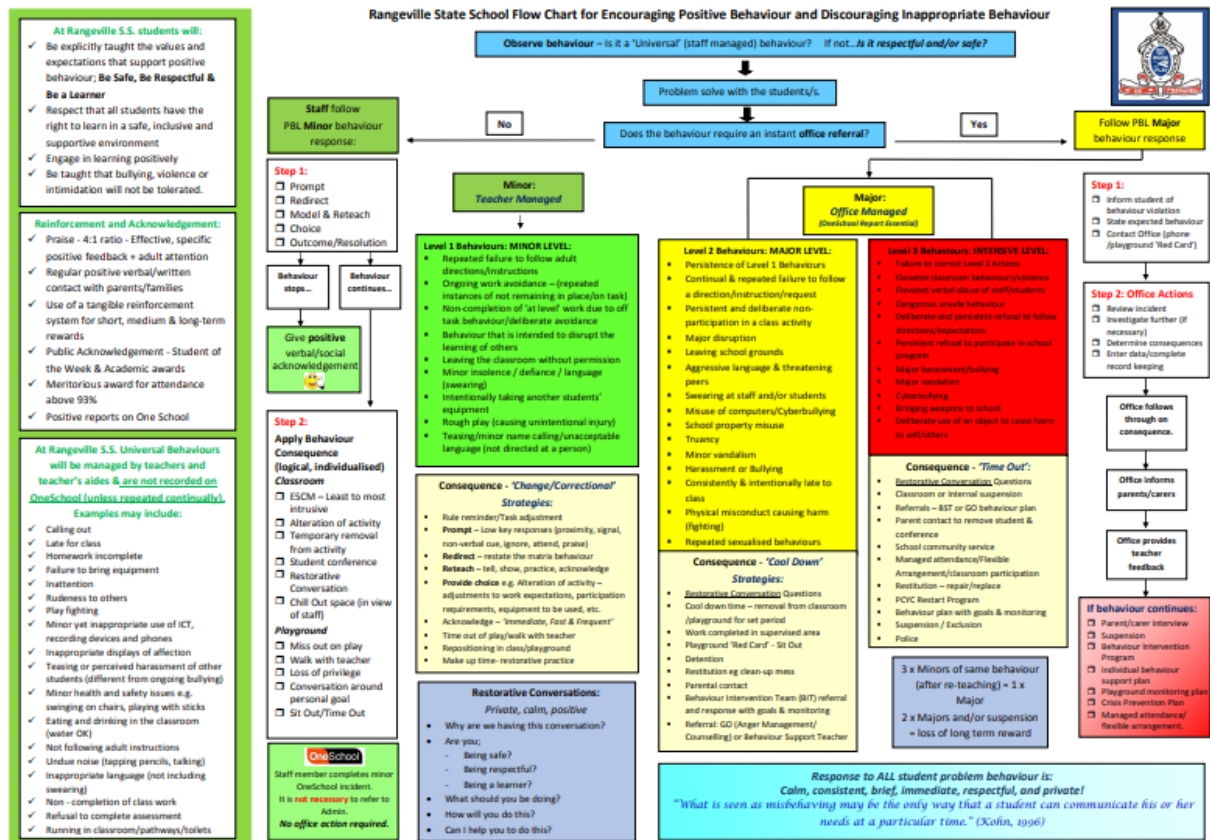 Rangeville State School Flow Chart for Encouraging Positive Behaviour and Discouraging Inappropriate Behaviour
At Rangeville S.S. students will:
✓ Be explicitly taught the values and
expectations that support positive
behaviour; Be Safe, Be Respectful &
Be a Learner
✓ Respect that all students have the
right to learn in a safe, inclusive and
supportive environment
✓ Engage in learning positively
✓ Be taught that bullying, violence or
intimidation will not be tolerated.
Reinforcement and Acknowledgement:
✓ Praise - 4:1 ratio - Effective, specific
positive feedback + adult attention
✓ Regular positive verbal/written
contact with parents/families
✓ Use of a tangible reinforcement
system for short, medium & long-term
rewards
✓ Public Acknowledgement - Student of
the Week & Academic awards
✓ Meritorious award for attendance
above 93%
✓ Positive reports on One School
At Rangeville S.S. Universal Behaviours
will be managed by teachers and
teacher's aides & are not recorded on
OneSchool (unless repeated continually).
Examples may include:
✓ Calling out
✓ Late for class
✓ Homework incomplete
✓ Failure to bring equipment
✓ Inattention
✓ Rudeness to others
✓ Play fighting
✓ Minor yet inappropriate use of ICT,
recording devices and phones
✓ Inappropriate displays of affection
✓ Teasing or perceived harassment of other
students (different from ongoing bullying)
✓ Minor health and safety issues e.g.
swinging on chairs, playing with sticks
✓ Eating and drinking in the classroom
(water OK)
✓ Not following adult instructions
✓ Undue noise (tapping pencils, talking)
✓ Inappropriate language (not including
swearing)
✓ Non - completion of class work
✓ Refusal to complete assessment
✓ Running in classroom/pathways/toilets
Observe behaviour – Is it a 'Universal' (staff managed) behaviour? If not...Is it respectful and/or safe?
Problem solve with the students/s.
Does the behaviour require an instant office referral?
No
Yes
Staff follow
PBL Minor behaviour
response:
Step 1:
❐ Prompt
❐ Redirect
❐ Model & Reteach
❐ Choice
❐ Outcome/Resolution
Behaviour
stops...
Behaviour
continues...
Give positive
verbal/social
acknowledgement
Step 2:
Apply Behaviour
Consequence
(logical, individualised)
Classroom
❐ ESCM – Least to most
intrusive
❐ Alteration of activity
❐ Temporary removal
from activity
❐ Student conference
❐ Restorative
Conversation
❐ Chill Out space (in view
of staff)
Playground
❐ Miss out on play
❐ Walk with teacher
❐ Loss of privilege
❐ Conversation around
personal goal
❐ Sit Out/Time Out
OneSchool
Staff member completes minor
OneSchool incident.
It is not necessary to refer to
Admin.
No office action required.
Minor:
Teacher Managed
Level 1 Behaviours: MINOR LEVEL:
▪ Repeated failure to follow adult
directions/instructions
▪ Ongoing work avoidance – (repeated
instances of not remaining in place/on task)
▪ Non-completion of 'at level' work due to off
task behaviour/deliberate avoidance
▪ Behaviour that is intended to disrupt the
learning of others
▪ Leaving the classroom without permission
▪ Minor insolence / defiance / language
(swearing)
▪ Intentionally taking another students'
equipment
▪ Rough play (causing unintentional injury)
▪ Teasing/minor name calling/unacceptable
language (not directed at a person)
Consequence - 'Change/Correctional'
Strategies:
▪ Rule reminder/Task adjustment
▪ Prompt – Low key responses (proximity, signal,
non-verbal cue, ignore, attend, praise)
▪ Redirect – restate the matrix behaviour
▪ Reteach – tell, show, practice, acknowledge
▪ Provide choice e.g. Alteration of activity –
adjustments to work expectations, participation
requirements, equipment to be used, etc.
▪ Acknowledge – 'Immediate, Fast & Frequent'
▪ Time out of play/walk with teacher
▪ Repositioning in class/playground
▪ Make up time- restorative practice
Restorative Conversations:
Private, calm, positive
• Why are we having this conversation?
• Are you;
- Being safe?
- Being respectful?
- Being a learner?
• What should you be doing?
• How will you do this?
• Can I help you to do this?
Major:
Office Managed
(OneSchool Report Essential)
Level 2 Behaviours: MAJOR LEVEL:
▪ Persistence of Level 1 Behaviours
▪ Continual & repeated failure to follow
a direction/instruction/request
▪ Persistent and deliberate non-
participation in a class activity
▪ Major disruption
▪ Leaving school grounds
▪ Aggressive language & threatening
peers
▪ Swearing at staff and/or students
▪ Misuse of computers/Cyberbullying
▪ School property misuse
▪ Truancy
▪ Minor vandalism
▪ Harassment or Bullying
▪ Consistently & intentionally late to
class
▪ Physical misconduct causing harm
(fighting)
▪ Repeated sexualised behaviours
Consequence - 'Cool Down'
Strategies:
▪ Restorative Conversation Questions
▪ Cool down time – removal from classroom
/playground for set period
▪ Work completed in supervised area
▪ Playground 'Red Card' - Sit Out
▪ Detention
▪ Restitution eg clean-up mess
▪ Parental contact
▪ Behaviour Intervention Team (BIT) referral
and response with goals & monitoring
▪ Referral: GO (Anger Management/
Counselling) or Behaviour Support Teacher
Level 3 Behaviours: INTENSIVE LEVEL:
▪ Failure to correct Level 2 Actions
▪ Elevated classroom behaviours/violence
▪ Elevated verbal abuse of staff/students
▪ Dangerous unsafe behaviour
▪ Deliberate and persistent refusal to follow
directions/expectations
▪ Persistent refusal to participate in school
program
▪ Major harassment/bullying
▪ Major vandalism
▪ Cyberbullying
▪ Bringing weapons to school
▪ Deliberate use of an object to cause harm
to self/others
Consequence - 'Time Out':
▪ Restorative Conversation Questions
▪ Classroom or Internal suspension
▪ Referrals – BST or GO behaviour plan
▪ Parent contact to remove student &
conference
▪ School community service
▪ Managed attendance/Flexible
Arrangement/classroom participation
▪ Restitution – repair/replace
▪ PCYC Restart Program
▪ Behaviour plan with goals & monitoring
▪ Suspension / Exclusion
▪ Police
3 x Minors of same behaviour
(after re-teaching) = 1 x
Major
2 x Majors and/or suspension
= loss of long term reward
Follow PBL Major
behaviour response
Step 1:
❐ Inform student of
behaviour violation
❐ State expected behaviour
❐ Contact Office (phone
/playground 'Red Card')
Step 2: Office Actions
❐ Review incident
❐ Investigate further (if
necessary)
❐ Determine consequences
❐ Enter data/complete
record keeping
Office follows
through on
consequence.
Office informs
parents/carers
Office provides
teacher
feedback
If behaviour continues:
❐ Parent/carer interview
❐ Suspension
❐ Behaviour Intervention
Program
❐ Individual behaviour
support plan
❐ Playground monitoring plan
❐ Crisis Prevention Plan
❐ Managed attendance/
flexible arrangement.
Response to ALL student problem behaviour is:
Calm, consistent, brief, immediate, respectful, and private!
"What is seen as misbehaving may be the only way that a student can communicate his or her
needs at a particular time." (Kohn, 1996)